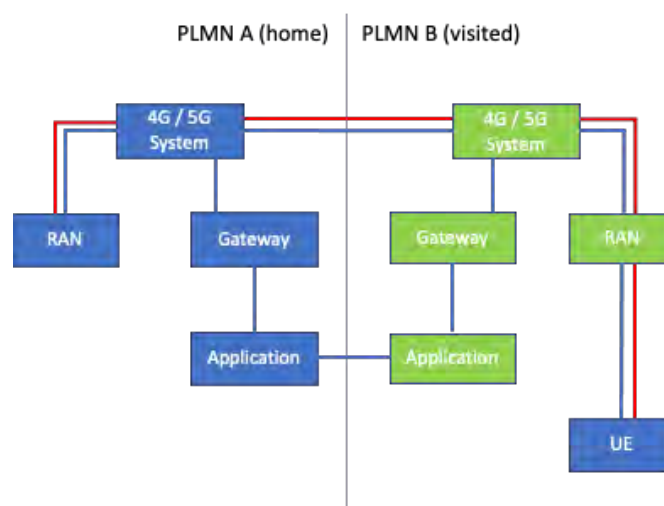 PLMN A (home)
PLMN B (visited)
4G / 5G
System
4G / 5G
System
RAN
Gateway
Gateway
RAN
Application
Application
UE